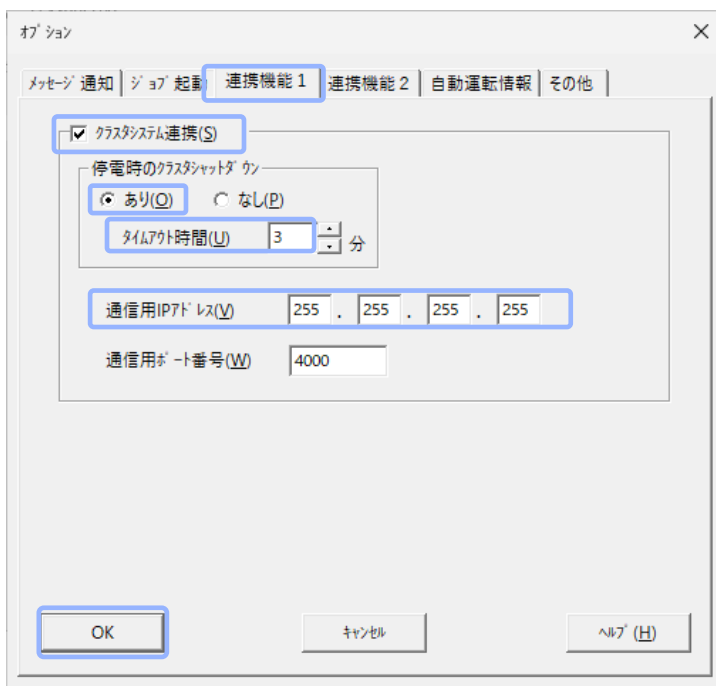 ｵﾌﾟｼｮﾝ
ﾒｯｾｰｼﾞ通知 ｼﾞｮﾌﾞ起動 連携機能１ 連携機能２ 自動運転情報 その他
ｸﾗｽﾀｼｽﾃﾑ連携(S)
停電時のｸﾗｽﾀｼｬｯﾄﾀﾞｳﾝ
あり(O) なし(P)
ﾀｲﾑｱｳﾄ時間(U) 3 分
通信用IPｱﾄﾞﾚｽ(V) 255 . 255 . 255 . 255
通信用ﾎﾟｰﾄ番号(W) 4000
OK ｷｬﾝｾﾙ ﾍﾙﾌﾟ(H)